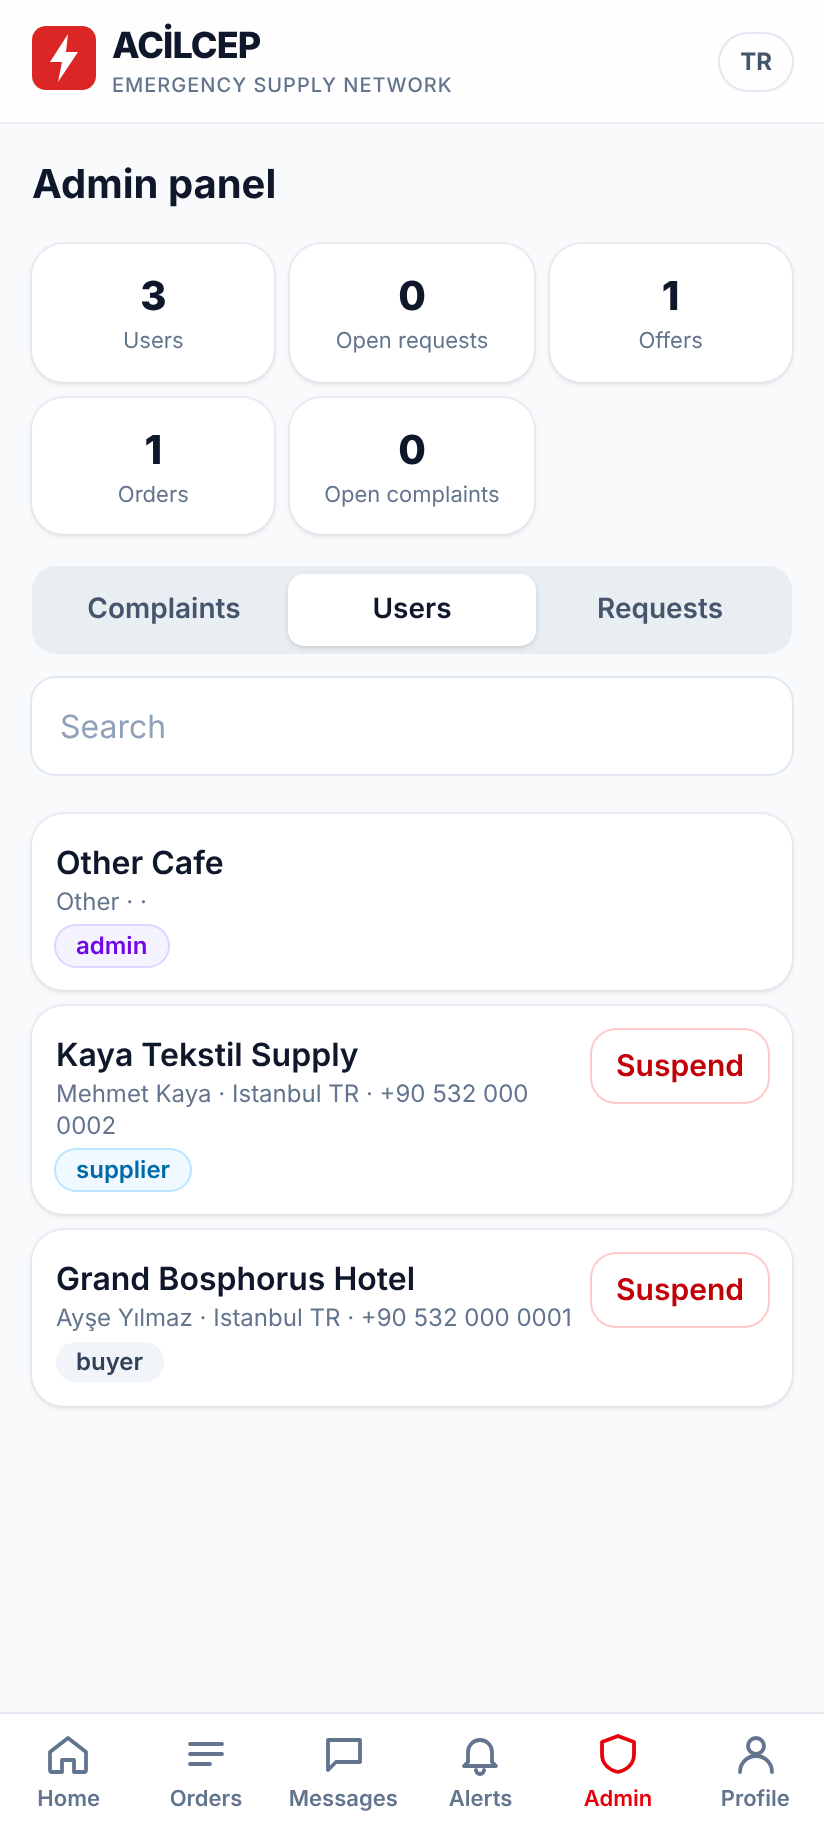 ACİLCEP
EMERGENCY SUPPLY NETWORK
TR
Admin panel
3
Users
0
Open requests
1
Offers
1
Orders
0
Open complaints
Complaints
Users
Requests
Search
Other Cafe
Other · ·
admin
Kaya Tekstil Supply
Mehmet Kaya · Istanbul TR · +90 532 000
0002
supplier
Suspend
Grand Bosphorus Hotel
Ayşe Yılmaz · Istanbul TR · +90 532 000 0001
buyer
Suspend
Home
Orders
Messages
Alerts
Admin
Profile